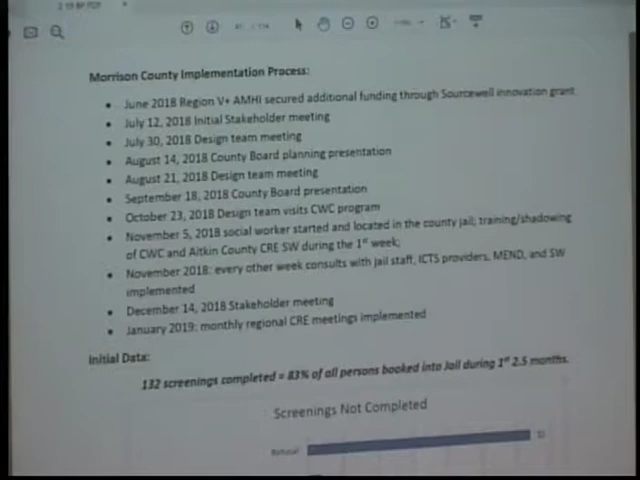 Morrison County Implementation Process:
• June 2018 Region V+ AMHI secured additional funding through Sourcewell innovation grant
• July 12, 2018 Initial Stakeholder meeting
• July 30, 2018 Design team meeting
• August 14, 2018 County Board planning presentation
• August 21, 2018 Design team meeting
• September 18, 2018 County Board presentation
• October 23, 2018 Design team visits CWC program
• November 5, 2018 social worker started and located in the county jail; training/shadowing
of CWC and Aitkin County CRE SW during the 1st week;
• November 2018: every other week consults with jail staff, ICTS providers, MEND, and SW
implemented
• December 14, 2018 Stakeholder meeting
• January 2019: monthly regional CRE meetings implemented
Initial Data:
132 screenings completed = 83% of all persons booked into Jail during 1st 2.5 months.
Screenings Not Completed
Refusal